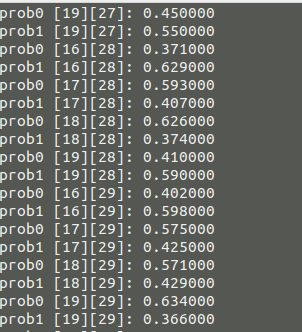 prob0 [19][27]: 0.450000
prob1 [19][27]: 0.550000
prob0 [16][28]: 0.371000
prob1 [16][28]: 0.629000
prob0 [17][28]: 0.593000
prob1 [17][28]: 0.407000
prob0 [18][28]: 0.626000
prob1 [18][28]: 0.374000
prob0 [19][28]: 0.410000
prob1 [19][28]: 0.590000
prob0 [16][29]: 0.402000
prob1 [16][29]: 0.598000
prob0 [17][29]: 0.575000
prob1 [17][29]: 0.425000
prob0 [18][29]: 0.571000
prob1 [18][29]: 0.429000
prob0 [19][29]: 0.634000
prob1 [19][29]: 0.366000